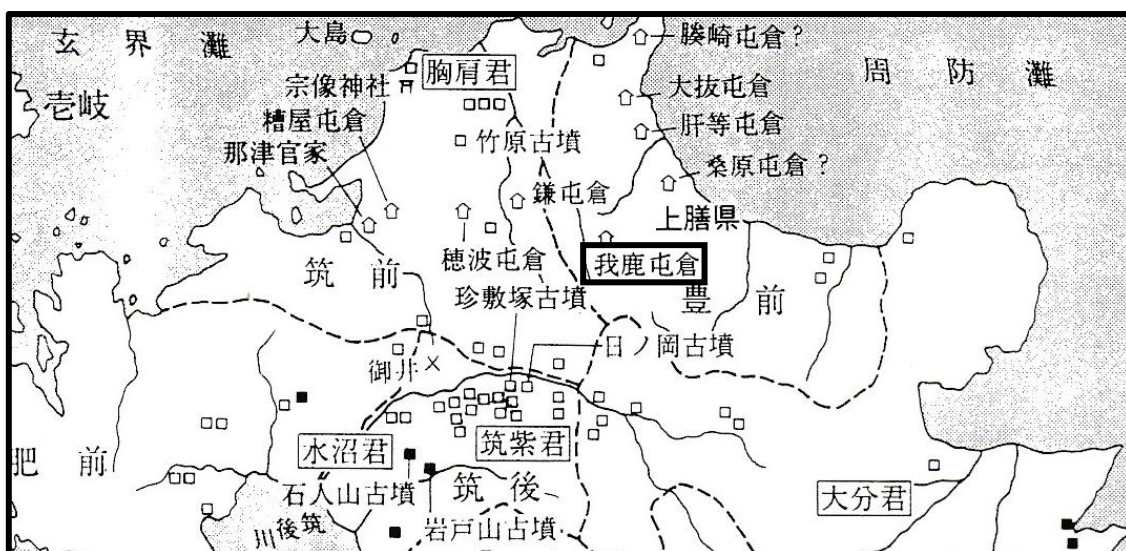 玄界灘
大島
宗像神社
胸肩君
壱岐
糟屋屯倉
那津官家
竹原古墳
鎌屯倉
穂波屯倉
珍敷塚古墳
筑前
周防灘
大抜屯倉
肝等屯倉
桑原屯倉?
上膳県
我鹿屯倉
豊前
日ノ岡古墳
御井
水沼君
筑紫君
肥前
石人山古墳
筑後
岩戸山古墳
筑後川
大分君